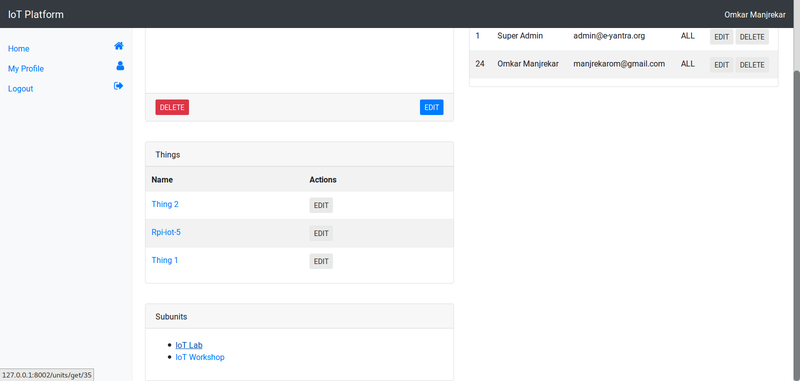 IoT Platform
Omkar Manjrekar
Home
My Profile
Logout
1 Super Admin admin@e-yantra.org ALL EDIT DELETE
24 Omkar Manjrekar manjrekarom@gmail.com ALL EDIT DELETE
DELETE EDIT
Things
Name Actions
Thing 2 EDIT
Rpi-iot-5 EDIT
Thing 1 EDIT
Subunits
IoT Lab
IoT Workshop
127.0.0.1:8002/units/get/35